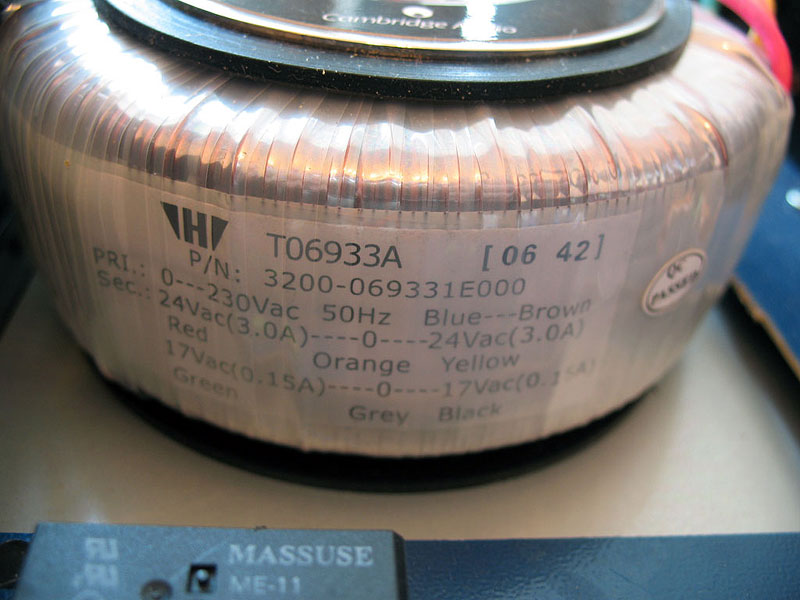 Cambridge Audio
H T06933A [06 42]
P/N: 3200-069331E000
PRI.: 0---230Vac 50Hz Blue---Brown
Sec.: 24Vac(3.0A)----0----24Vac(3.0A)
Red Orange Yellow
17Vac(0.15A)----0----17Vac(0.15A)
Green Grey Black
QC
PASSED
MASSUSE
ME-11